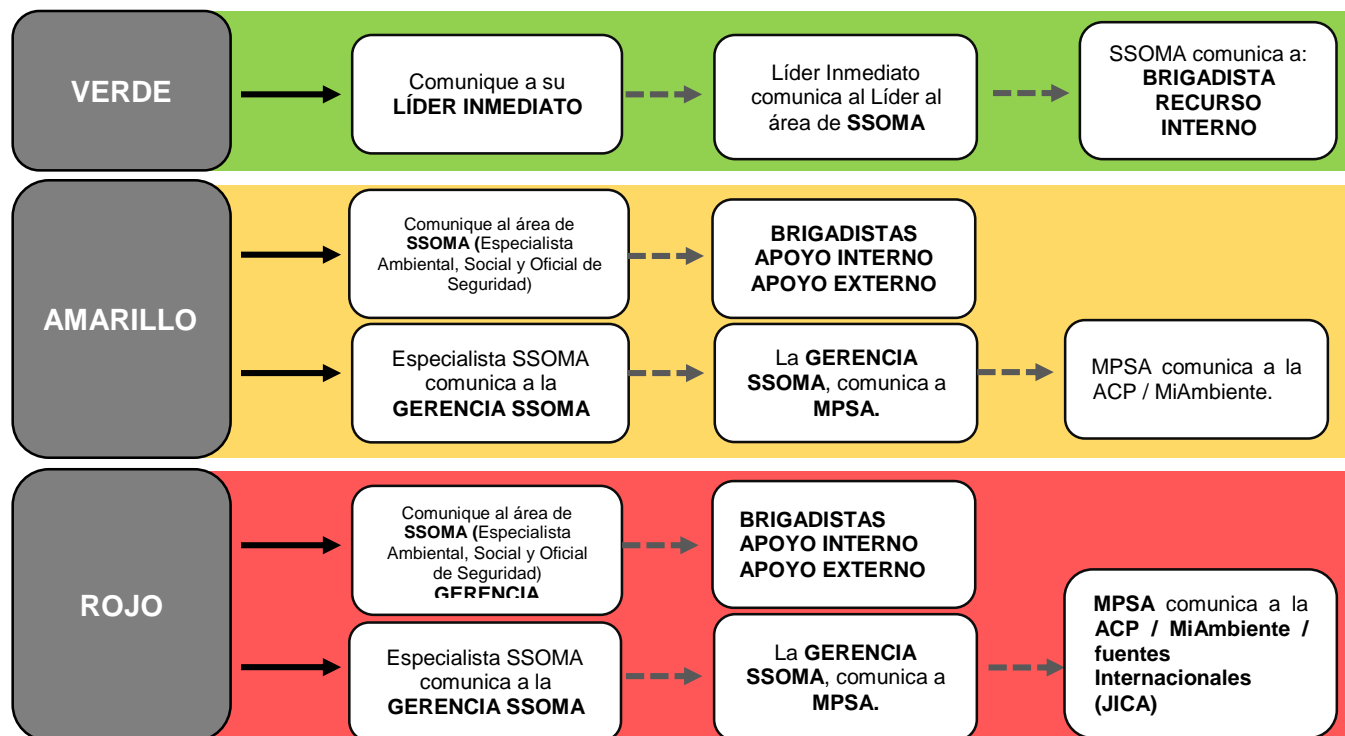 VERDE
Comunique a su
LÍDER INMEDIATO
Líder Inmediato
comunica al Líder al
área de SSOMA
SSOMA comunica a:
BRIGADISTA
RECURSO
INTERNO
AMARILLO
Comunique al área de
SSOMA (Especialista
Ambiental, Social y Oficial de
Seguridad)
BRIGADISTAS
APOYO INTERNO
APOYO EXTERNO
Especialista SSOMA
comunica a la
GERENCIA SSOMA
La GERENCIA
SSOMA, comunica a
MPSA.
MPSA comunica a la
ACP / MiAmbiente.
ROJO
Comunique al área de
SSOMA (Especialista
Ambiental, Social y Oficial
de Seguridad)
GERENCIA
BRIGADISTAS
APOYO INTERNO
APOYO EXTERNO
Especialista SSOMA
comunica a la
GERENCIA SSOMA
La GERENCIA
SSOMA, comunica a
MPSA.
MPSA comunica a la
ACP / MiAmbiente /
fuentes
Internacionales
(JICA)